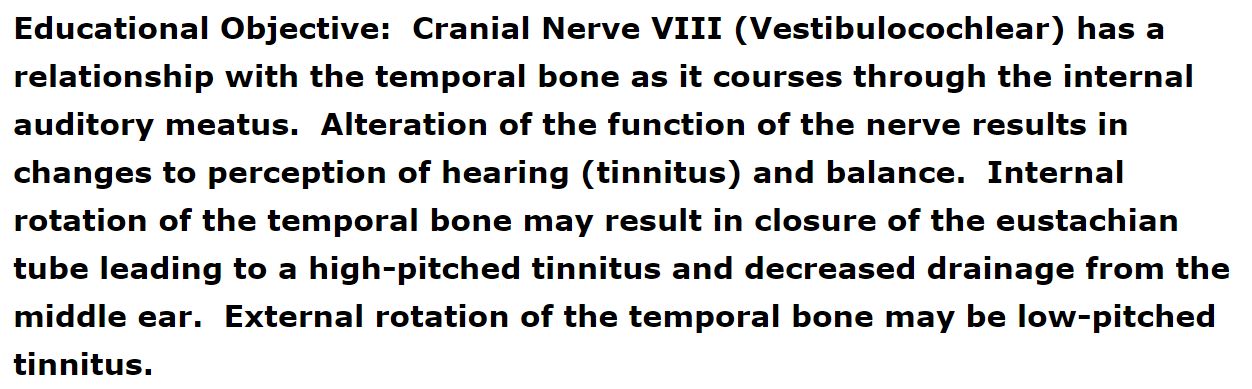 Educational Objective:  Cranial Nerve VIII (Vestibulocochlear) has a
relationship with the temporal bone as it courses through the internal
auditory meatus.  Alteration of the function of the nerve results in
changes to perception of hearing (tinnitus) and balance.  Internal
rotation of the temporal bone may result in closure of the eustachian
tube leading to a high-pitched tinnitus and decreased drainage from the
middle ear.  External rotation of the temporal bone may be low-pitched
tinnitus.